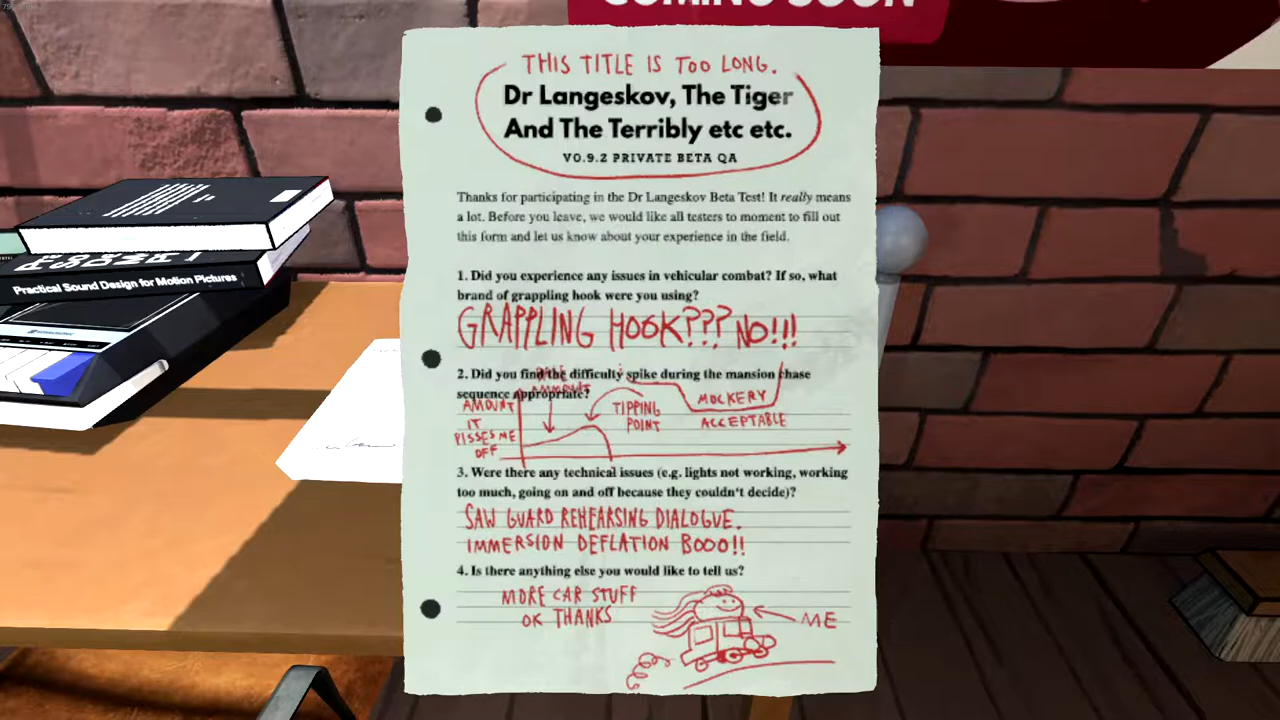 COMING SOON
THIS TITLE IS TOO LONG.
Dr Langeskov, The Tiger
And The Terribly etc etc.
V0.9.2 PRIVATE BETA QA
Thanks for participating in the Dr Langeskov Beta Test! It really means
a lot. Before you leave, we would like all testers to moment to fill out
this form and let us know about your experience in the field.
1. Did you experience any issues in vehicular combat? If so, what
brand of grappling hook were you using?
GRAPPLING HOOK??? NO!!!
2. Did you find the difficulty spike during the mansion chase
sequence appropriate?
AMOUNT
IT
PISSES ME
OFF
TIPPING
POINT
MOCKERY
ACCEPTABLE
3. Were there any technical issues (e.g. lights not working, working
too much, going on and off because they couldn't decide)?
SAW GUARD REHEARSING DIALOGUE.
IMMERSION DEFLATION BOOO!!
4. Is there anything else you would like to tell us?
MORE CAR STUFF
OK THANKS
ME
Practical Sound Design for Motion Pictures